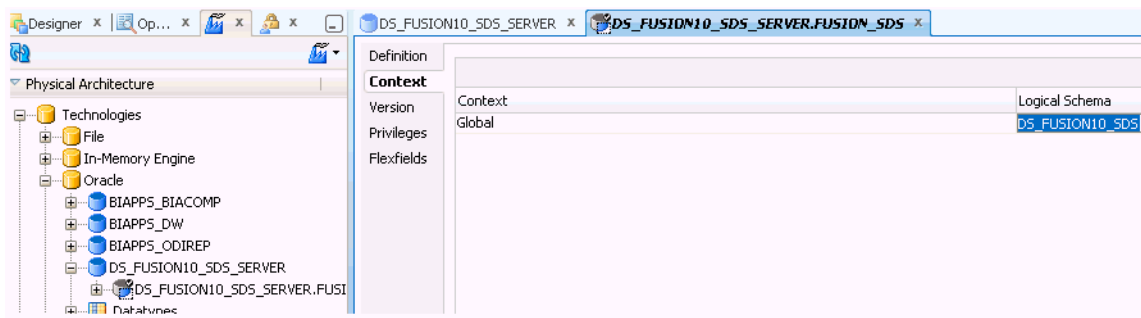 Designer x Op... x x x
DS_FUSION10_SDS_SERVER x DS_FUSION10_SDS_SERVER.FUSION_SDS x
Physical Architecture
Technologies
File
In-Memory Engine
Oracle
BIAPPS_BIACOMP
BIAPPS_DW
BIAPPS_ODIREP
DS_FUSION10_SDS_SERVER
DS_FUSION10_SDS_SERVER.FUSI
Datatypes
Definition
Context
Version
Privileges
Flexfields
Context Logical Schema
Global DS_FUSION10_SDS